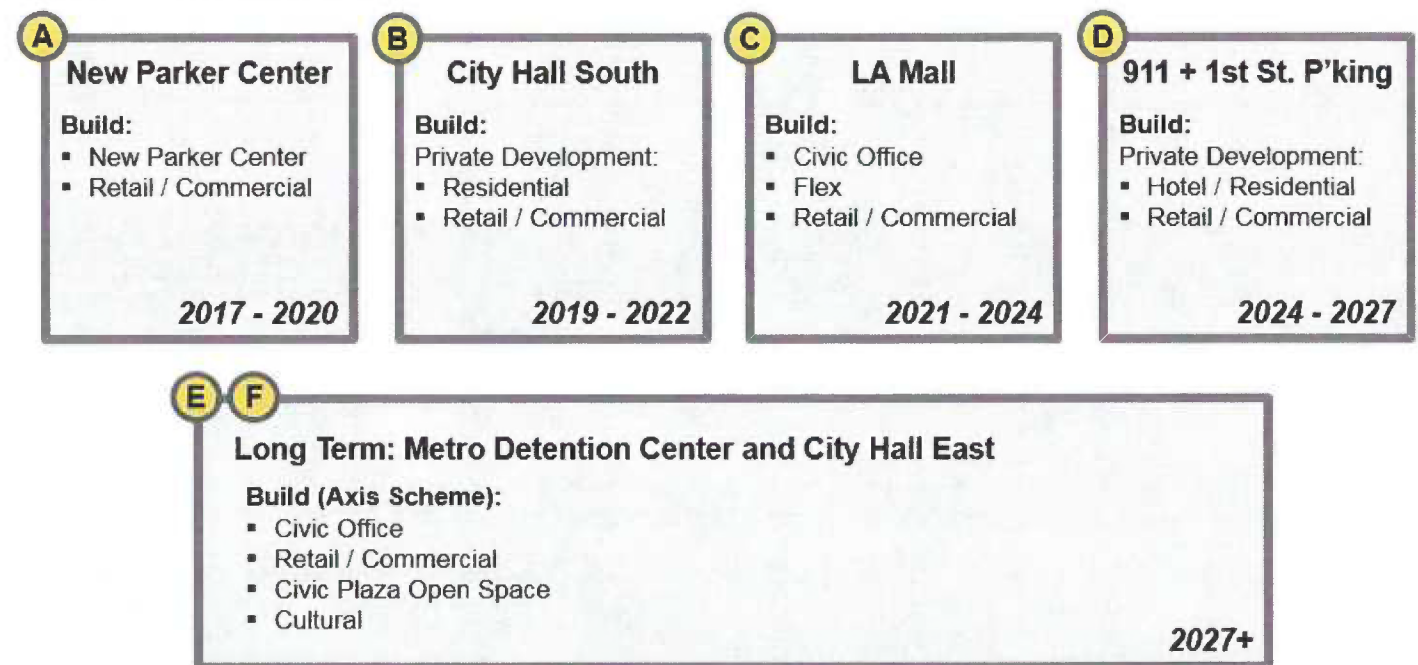 A
New Parker Center
Build:
▪ New Parker Center
▪ Retail / Commercial
2017 - 2020
B
City Hall South
Build:
Private Development:
▪ Residential
▪ Retail / Commercial
2019 - 2022
C
LA Mall
Build:
▪ Civic Office
▪ Flex
▪ Retail / Commercial
2021 - 2024
D
911 + 1st St. P'king
Build:
Private Development:
▪ Hotel / Residential
▪ Retail / Commercial
2024 - 2027
E F
Long Term: Metro Detention Center and City Hall East
Build (Axis Scheme):
▪ Civic Office
▪ Retail / Commercial
▪ Civic Plaza Open Space
▪ Cultural
2027+